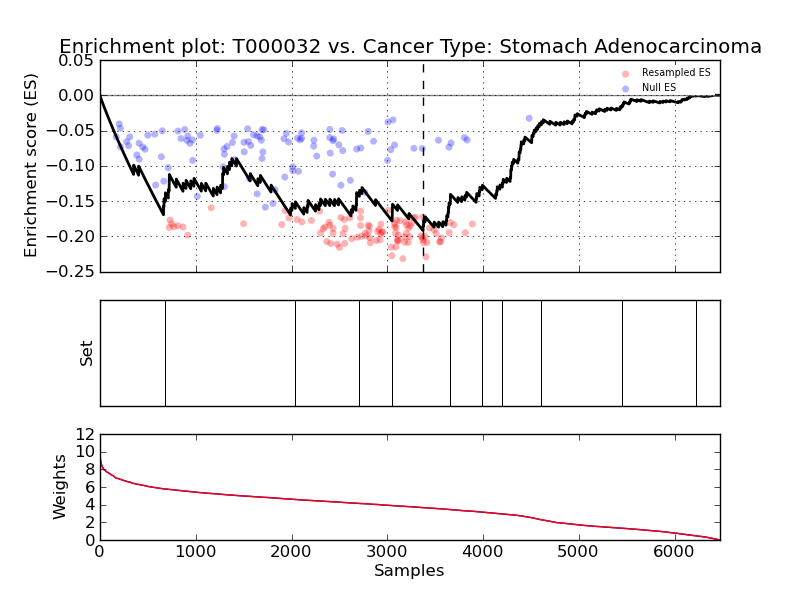 Enrichment plot: T000032 vs. Cancer Type: Stomach Adenocarcinoma
0.05
0.00
−0.05
−0.10
−0.15
−0.20
−0.25
Enrichment score (ES)
Resampled ES
Null ES
Set
12
10
8
6
4
2
0
Weights
0 1000 2000 3000 4000 5000 6000
Samples